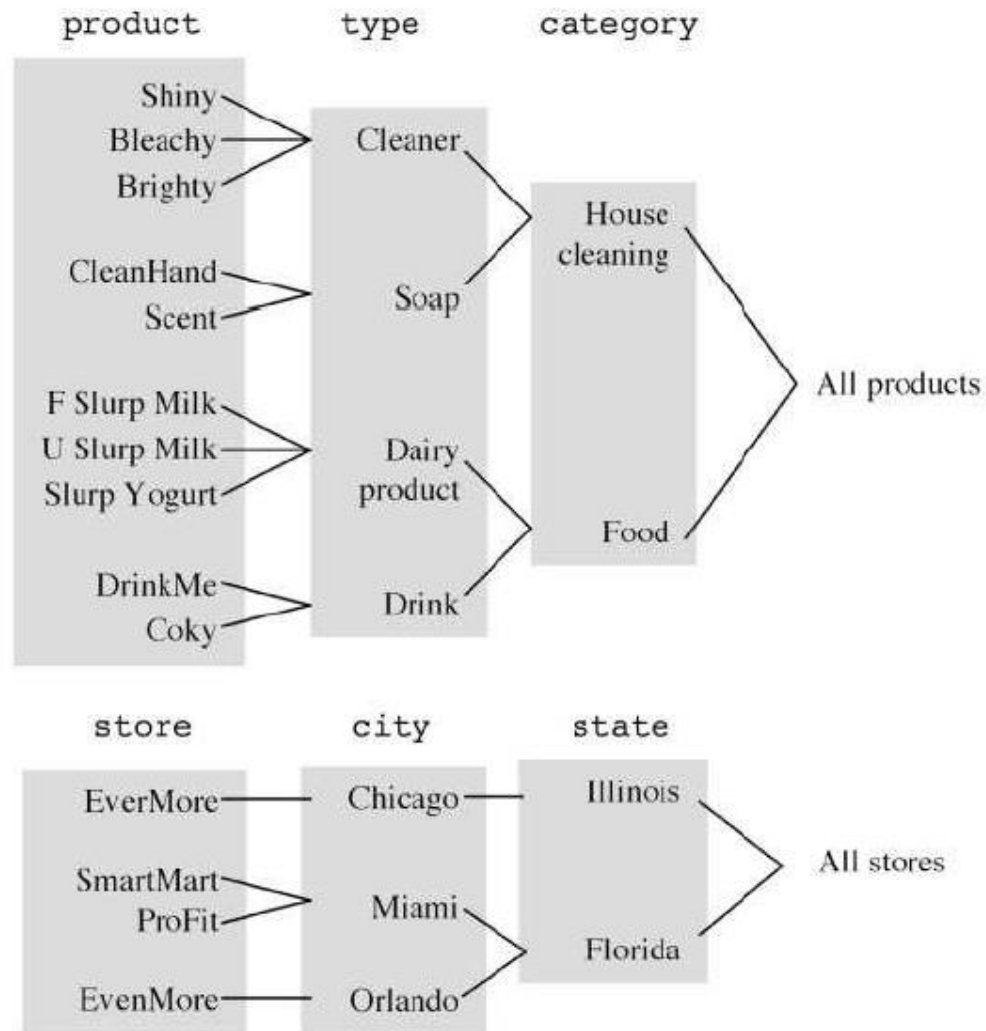 product type category
Shiny
Bleachy
Brighty
Cleaner
CleanHand
Scent
Soap
House
cleaning
F Slurp Milk
U Slurp Milk
Slurp Yogurt
Dairy
product
DrinkMe
Coky
Drink
Food
All products
store city state
EverMore Chicago Illinois
SmartMart
ProFit
Miami
EvenMore Orlando
Florida
All stores